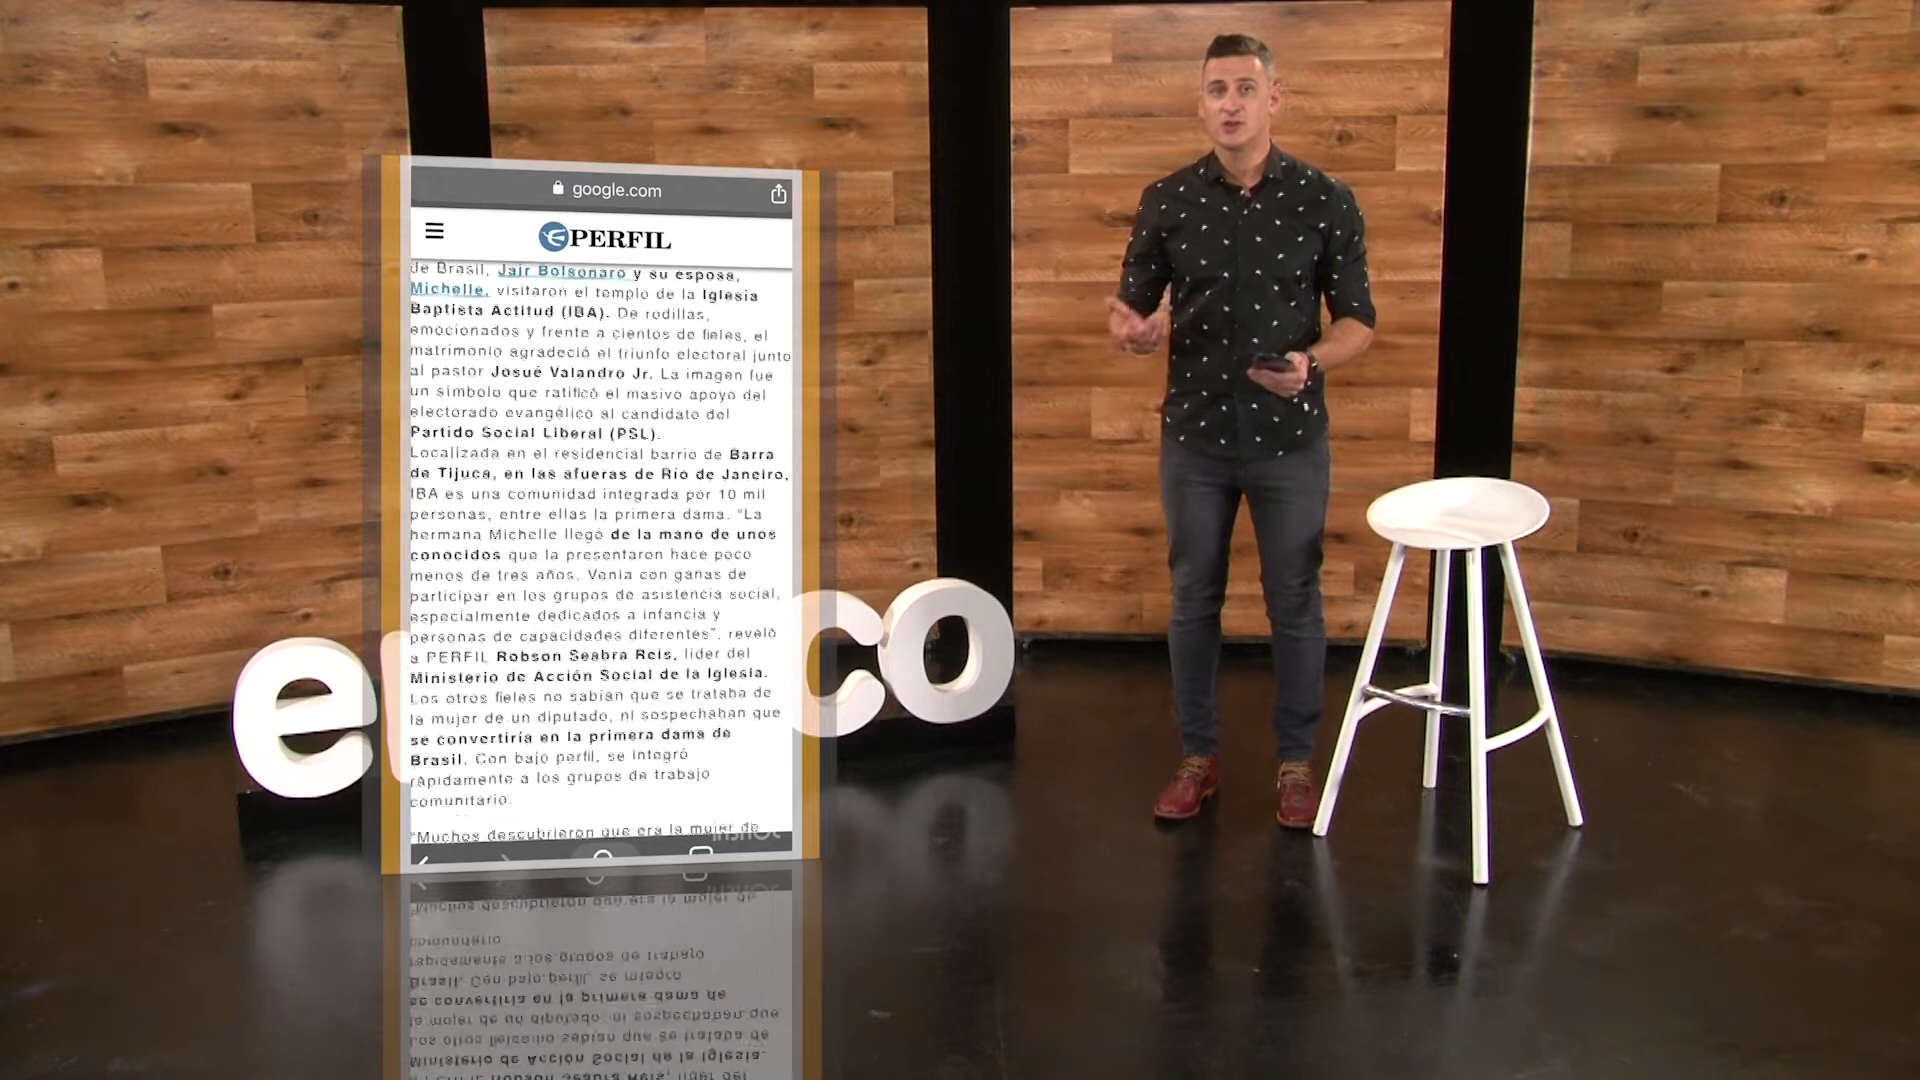 google.com
PERFIL
de Brasil, Jair Bolsonaro y su esposa,
Michelle, visitaron el templo de la Iglesia
Baptista Actitud (IBA). De rodillas,
emocionados y frente a cientos de fieles, el
matrimonio agradeció el triunfo electoral junto
al pastor Josué Valandro Jr. La imagen fue
un símbolo que ratificó el masivo apoyo del
electorado evangélico al candidato del
Partido Social Liberal (PSL).
Localizada en el residencial barrio de Barra
de Tijuca, en las afueras de Río de Janeiro,
IBA es una comunidad integrada por 10 mil
personas, entre ellas la primera dama. “La
hermana Michelle llegó de la mano de unos
conocidos que la presentaron hace poco
menos de tres años. Venía con ganas de
participar en los grupos de asistencia social,
especialmente dedicados a infancia y
personas de capacidades diferentes”, reveló
a PERFIL Robson Seabra Reis, líder del
Ministerio de Acción Social de la Iglesia.
Los otros fieles no sabían que se trataba de
la mujer de un diputado, ni sospechaban que
se convertiría en la primera dama de
Brasil. Con bajo perfil, se integró
rápidamente a los grupos de trabajo
comunitario.
“Muchos descubrieron que era la mujer de
e
co